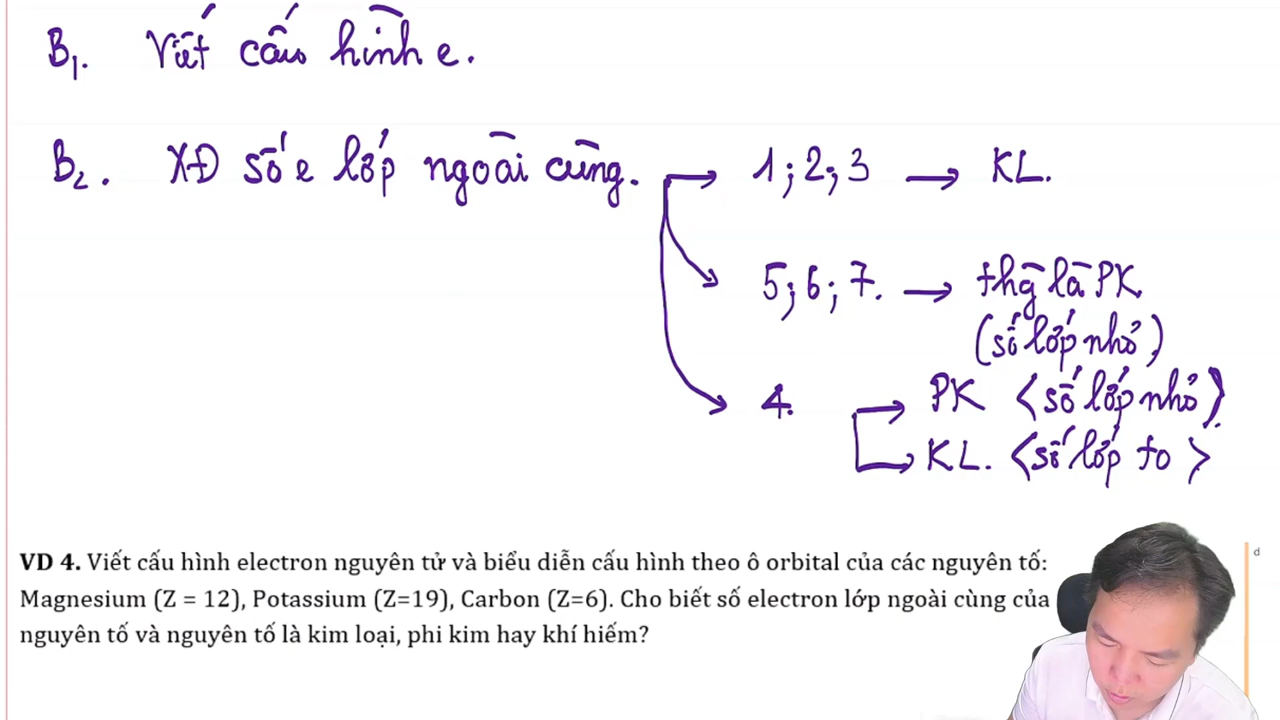 B1. Viết cấu hình e.
B2. XĐ số e lớp ngoài cùng. → 1; 2; 3 → KL.
5; 6; 7. → thg là PK
(số lớp nhỏ)
4. → PK <số lớp nhỏ>
→ KL. <số lớp to>
VD 4. Viết cấu hình electron nguyên tử và biểu diễn cấu hình theo ô orbital của các nguyên tố:
Magnesium (Z = 12), Potassium (Z=19), Carbon (Z=6). Cho biết số electron lớp ngoài cùng của
nguyên tố và nguyên tố là kim loại, phi kim hay khí hiếm?
d